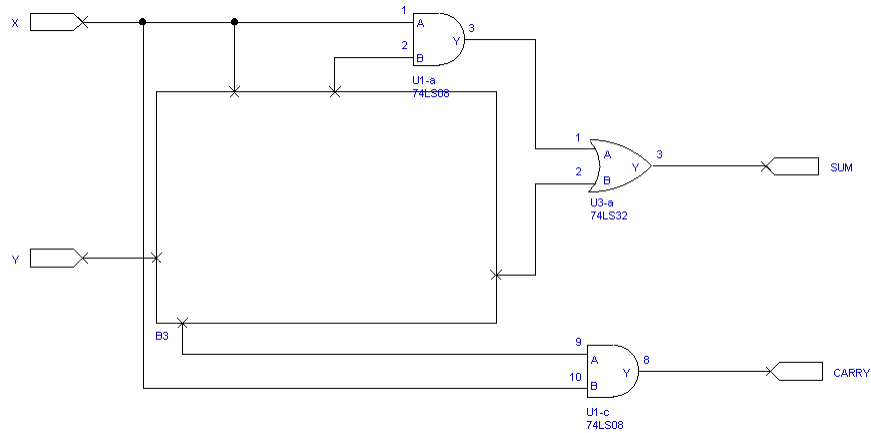 X
1
A
3
Y
2
B
U1-a
74LS08
1
A
3
Y
2
B
SUM
U3-a
74LS32
Y
B3
9
A
8
Y
10
B
CARRY
U1-c
74LS08